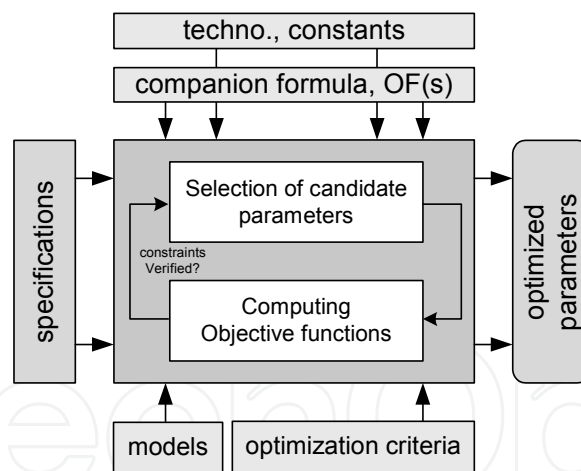 techno., constants
companion formula, OF(s)
specifications
Selection of candidate
parameters
constraints
Verified?
Computing
Objective functions
optimized
parameters
models
optimization criteria